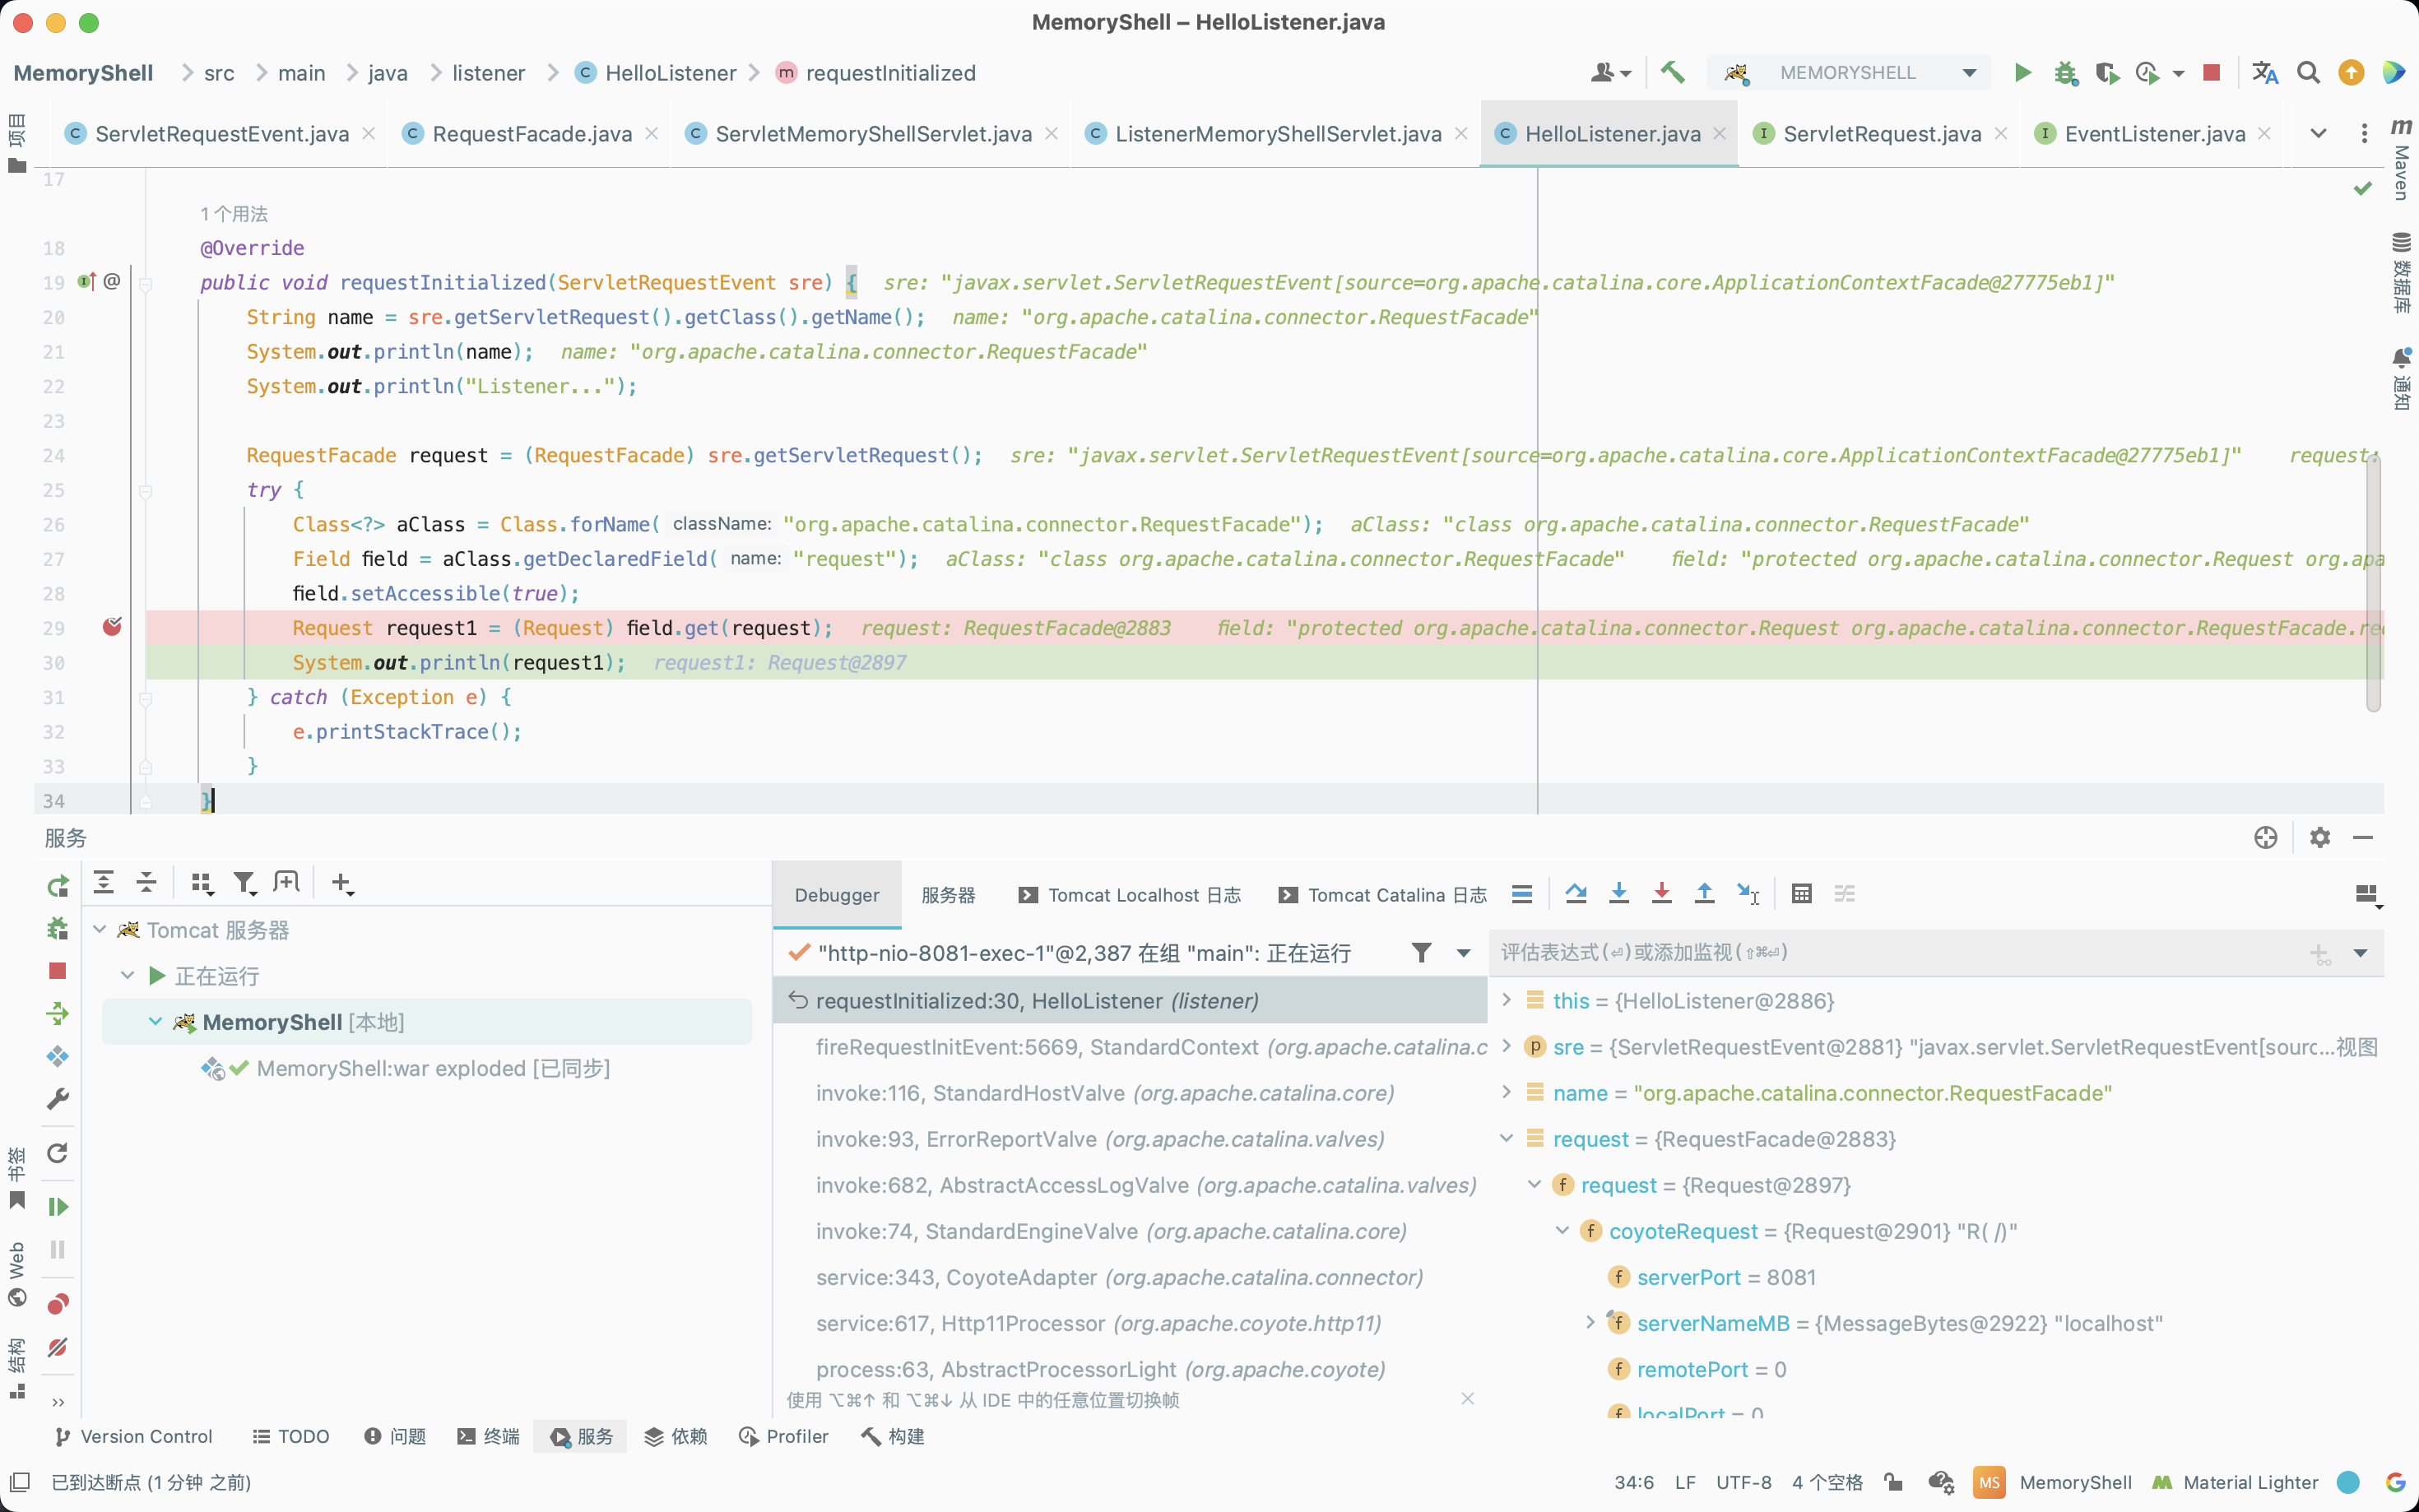 MemoryShell – HelloListener.java
MemoryShell src main java listener HelloListener requestInitialized
MEMORYSHELL
ServletRequestEvent.java RequestFacade.java ServletMemoryShellServlet.java ListenerMemoryShellServlet.java HelloListener.java ServletRequest.java EventListener.java
项目
Maven
数据库
通知
17
1 个用法
18 @Override
19 public void requestInitialized(ServletRequestEvent sre) { sre: "javax.servlet.ServletRequestEvent[source=org.apache.catalina.core.ApplicationContextFacade@27775eb1]"
20 String name = sre.getServletRequest().getClass().getName(); name: "org.apache.catalina.connector.RequestFacade"
21 System.out.println(name); name: "org.apache.catalina.connector.RequestFacade"
22 System.out.println("Listener...");
23
24 RequestFacade request = (RequestFacade) sre.getServletRequest(); sre: "javax.servlet.ServletRequestEvent[source=org.apache.catalina.core.ApplicationContextFacade@27775eb1]" request:
25 try {
26 Class<?> aClass = Class.forName( className: "org.apache.catalina.connector.RequestFacade"); aClass: "class org.apache.catalina.connector.RequestFacade"
27 Field field = aClass.getDeclaredField( name: "request"); aClass: "class org.apache.catalina.connector.RequestFacade" field: "protected org.apache.catalina.connector.Request org.apa
28 field.setAccessible(true);
29 Request request1 = (Request) field.get(request); request: RequestFacade@2883 field: "protected org.apache.catalina.connector.Request org.apache.catalina.connector.RequestFacade.re
30 System.out.println(request1); request1: Request@2897
31 } catch (Exception e) {
32 e.printStackTrace();
33 }
34 }
服务
Debugger 服务器 Tomcat Localhost 日志 Tomcat Catalina 日志
Tomcat 服务器
正在运行
MemoryShell [本地]
MemoryShell:war exploded [已同步]
"http-nio-8081-exec-1"@2,387 在组 "main": 正在运行
requestInitialized:30, HelloListener (listener)
fireRequestInitEvent:5669, StandardContext (org.apache.catalina.c
invoke:116, StandardHostValve (org.apache.catalina.core)
invoke:93, ErrorReportValve (org.apache.catalina.valves)
invoke:682, AbstractAccessLogValve (org.apache.catalina.valves)
invoke:74, StandardEngineValve (org.apache.catalina.core)
service:343, CoyoteAdapter (org.apache.catalina.connector)
service:617, Http11Processor (org.apache.coyote.http11)
process:63, AbstractProcessorLight (org.apache.coyote)
使用 ⌥⌘↑ 和 ⌥⌘↓ 从 IDE 中的任意位置切换帧
评估表达式(⏎)或添加监视(⇧⌘⏎)
this = {HelloListener@2886}
sre = {ServletRequestEvent@2881} "javax.servlet.ServletRequestEvent[sourc...视图
name = "org.apache.catalina.connector.RequestFacade"
request = {RequestFacade@2883}
request = {Request@2897}
coyoteRequest = {Request@2901} "R( /)"
serverPort = 8081
serverNameMB = {MessageBytes@2922} "localhost"
remotePort = 0
localPort = 0
书签
Web
结构
Version Control TODO 问题 终端 服务 依赖 Profiler 构建
已到达断点 (1 分钟 之前)
34:6 LF UTF-8 4 个空格 MS MemoryShell Material Lighter